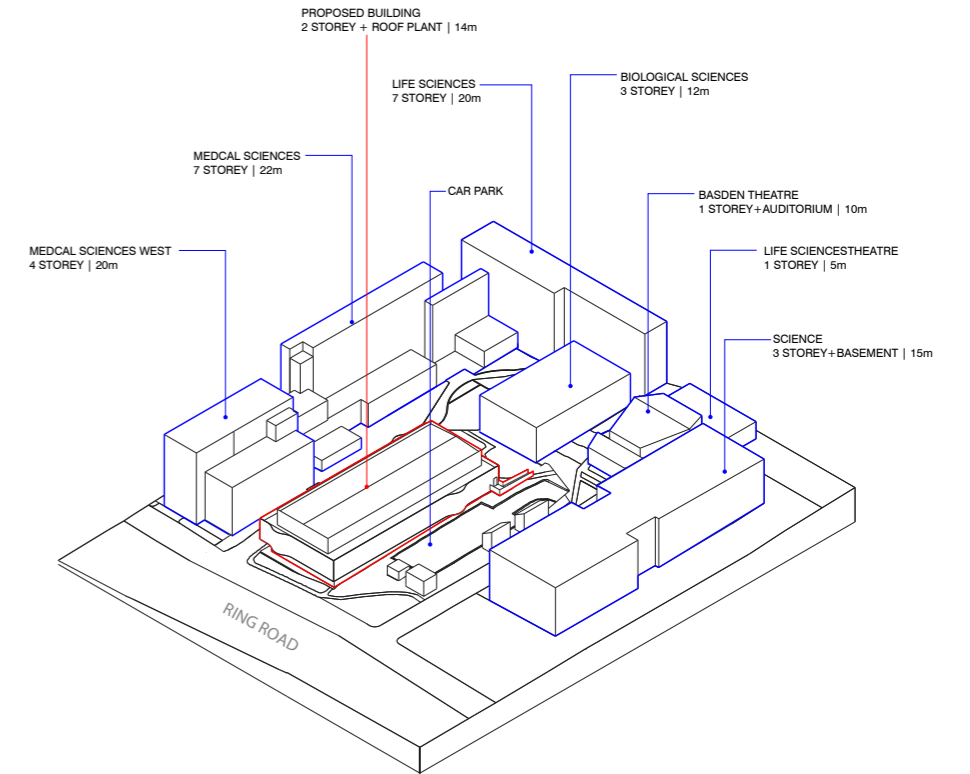 PROPOSED BUILDING
2 STOREY + ROOF PLANT | 14m
LIFE SCIENCES
7 STOREY | 20m
BIOLOGICAL SCIENCES
3 STOREY | 12m
MEDCAL SCIENCES
7 STOREY | 22m
CAR PARK
BASDEN THEATRE
1 STOREY+AUDITORIUM | 10m
MEDCAL SCIENCES WEST
4 STOREY | 20m
LIFE SCIENCESTHEATRE
1 STOREY | 5m
SCIENCE
3 STOREY+BASEMENT | 15m
RING ROAD